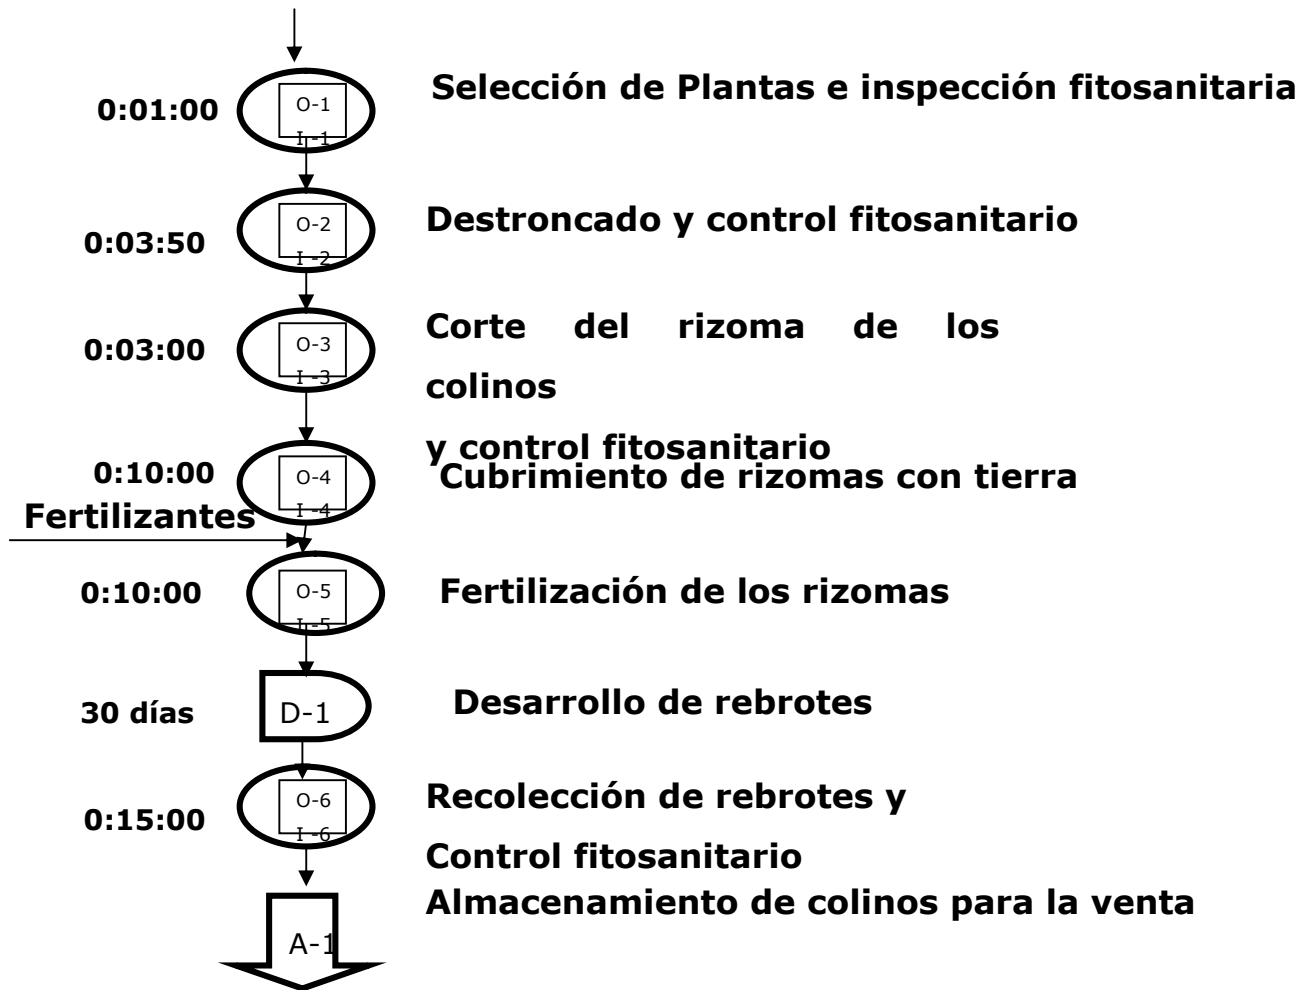 Selección de Plantas e inspección fitosanitaria
0:01:00
O-1
I -1
Destroncado y control fitosanitario
0:03:50
O-2
I -2
Corte del rizoma de los
colinos
y control fitosanitario
0:03:00
O-3
I -3
0:10:00
O-4
I -4
Cubrimiento de rizomas con tierra
Fertilizantes
0:10:00
O-5
I -5
Fertilización de los rizomas
30 días
D-1
Desarrollo de rebrotes
0:15:00
O-6
I -6
Recolección de rebrotes y
Control fitosanitario
Almacenamiento de colinos para la venta
A-1